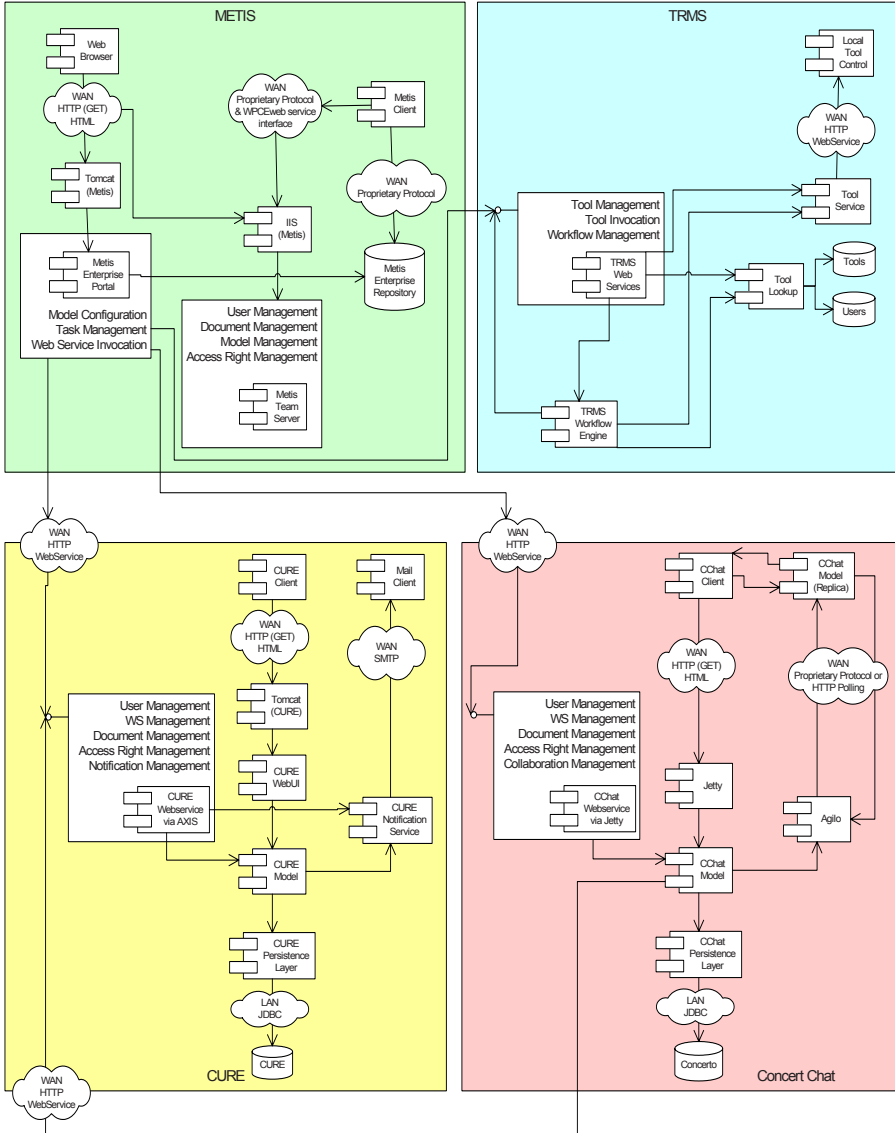 METIS
Web
Browser
WAN
HTTP (GET)
HTML
Tomcat
(Metis)
WAN
Proprietary Protocol
& WPCEweb service
interface
Metis
Client
WAN
Proprietary Protocol
IIS
(Metis)
Metis
Enterprise
Portal
Model Configuration
Task Management
Web Service Invocation
Metis
Enterprise
Repository
User Management
Document Management
Model Management
Access Right Management
Metis
Team
Server
TRMS
Local
Tool
Control
WAN
HTTP
WebService
Tool
Service
Tool Management
Tool Invocation
Workflow Management
TRMS
Web
Services
Tool
Lookup
Tools
Users
TRMS
Workflow
Engine
WAN
HTTP
WebService
WAN
HTTP
WebService
CURE
Client
Mail
Client
WAN
HTTP (GET)
HTML
WAN
SMTP
Tomcat
(CURE)
User Management
WS Management
Document Management
Access Right Management
Notification Management
CURE
WebUI
CURE
Webservice
via AXIS
CURE
Notification
Service
CURE
Model
CURE
Persistence
Layer
LAN
JDBC
CURE
CURE
WAN
HTTP
WebService
CChat
Client
CChat
Model
(Replica)
WAN
HTTP (GET)
HTML
WAN
Proprietary Protocol or
HTTP Polling
User Management
WS Management
Document Management
Access Right Management
Collaboration Management
Jetty
CChat
Webservice
via Jetty
Agilo
CChat
Model
CChat
Persistence
Layer
LAN
JDBC
Concerto
Concert Chat